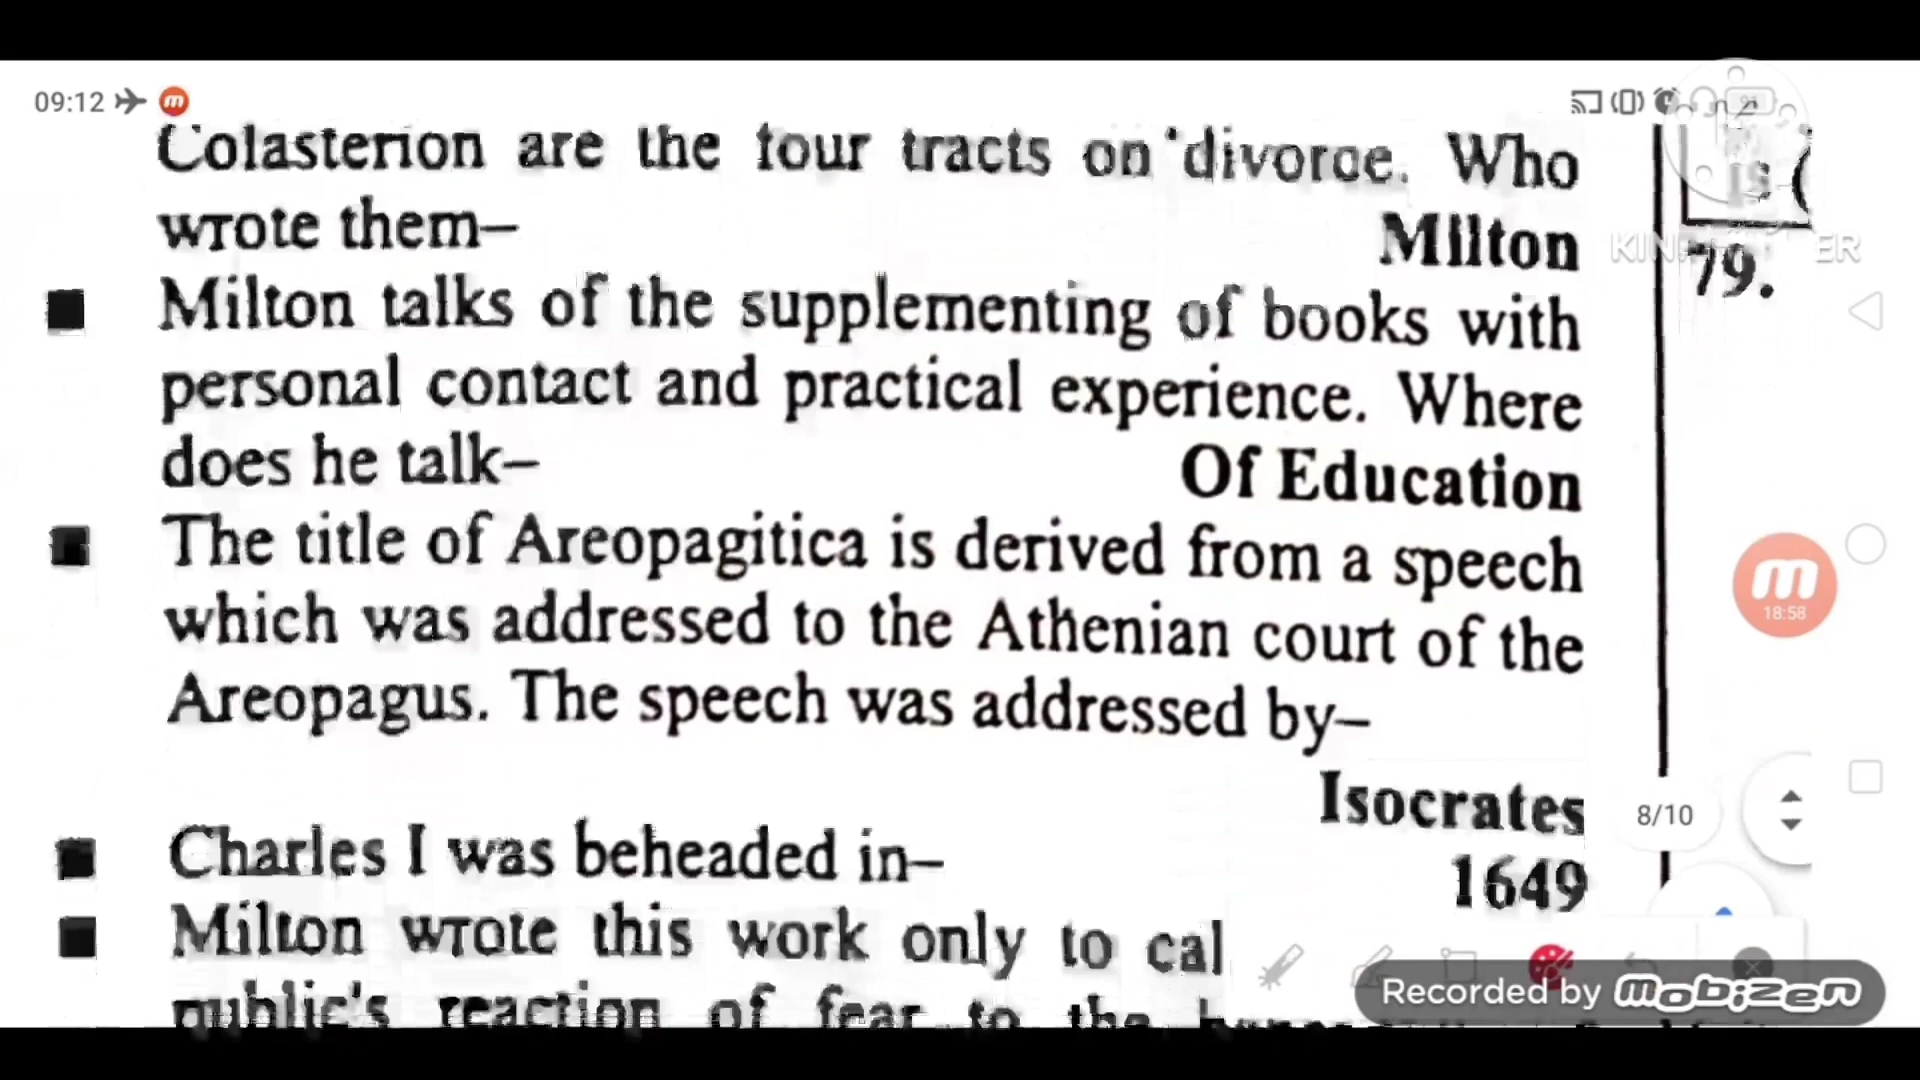 09:12
Colasterion are the four tracts on divorce. Who
wrote them– Milton
Milton talks of the supplementing of books with
personal contact and practical experience. Where
does he talk– Of Education
The title of Areopagitica is derived from a speech
which was addressed to the Athenian court of the
Areopagus. The speech was addressed by–
Isocrates
Charles I was beheaded in– 1649
Milton wrote this work only to cal
public's reaction of fear to the
79.
is (
18:58
8/10
Recorded by mobizen